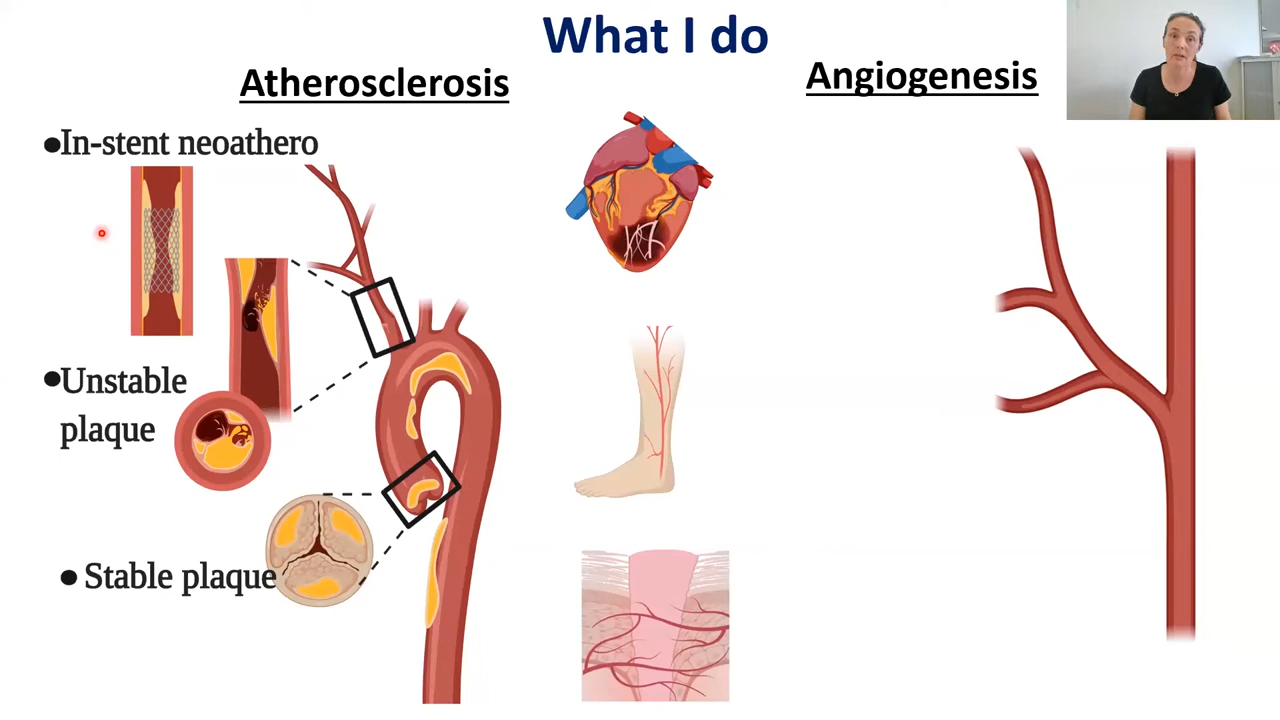 What I do
Atherosclerosis
Angiogenesis
●In-stent neoathero
●Unstable
plaque
● Stable plaque